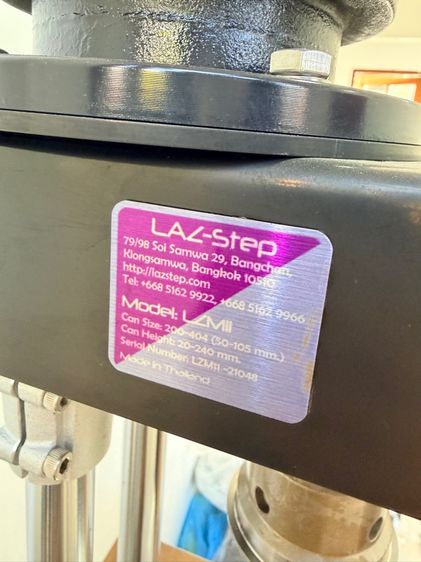 LAZ-Step
79/98 Soi Samwa 29, Bangchan,
Klongsamwa, Bangkok 10510
http://lazstep.com
Tel: +668 5162 9922, +668 5162 9966
Model: LZM111
Can Size: 200-404 (50-105 mm.)
Can Height: 20-240 mm.
Serial Number: LZM11 -21048
Made in Thailand